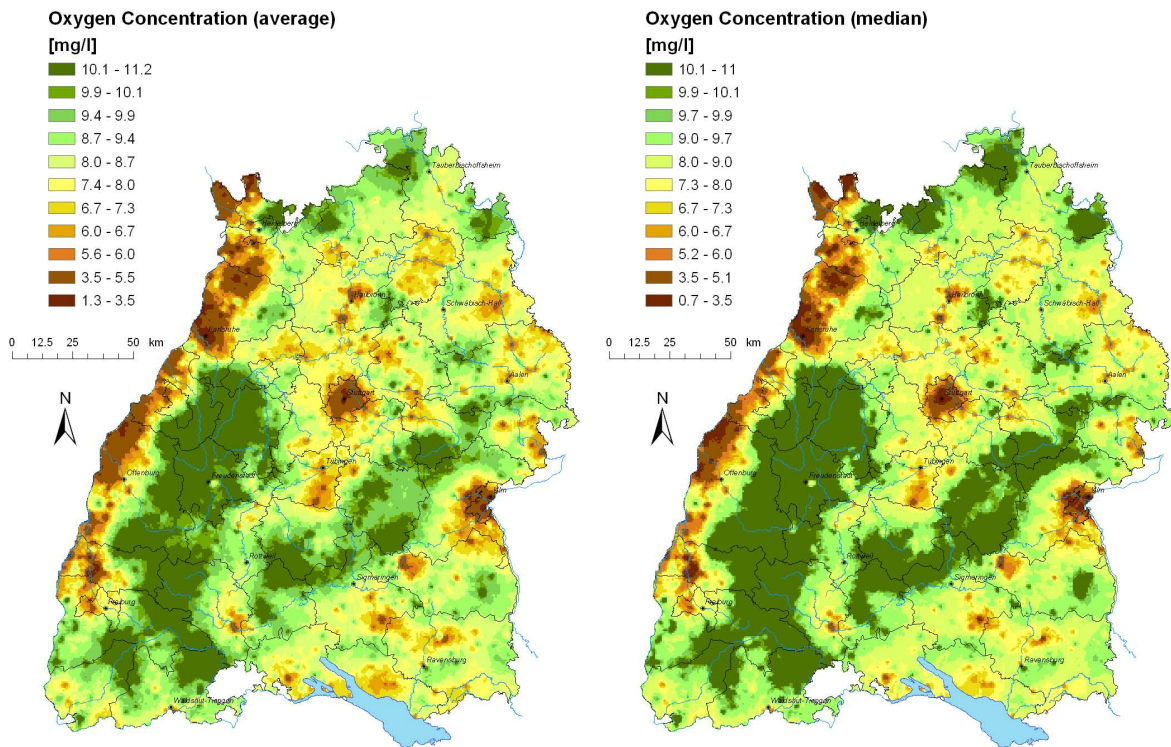 Oxygen Concentration (average)
[mg/l]
10.1 - 11.2
9.9 - 10.1
9.4 - 9.9
8.7 - 9.4
8.0 - 8.7
7.4 - 8.0
6.7 - 7.3
6.0 - 6.7
5.6 - 6.0
3.5 - 5.5
1.3 - 3.5
0 12.5 25 50 km
N
Tauberbischoffsheim
Heidelberg
Heilbronn
Schwäbisch-Hall
Karlsruhe
Aalen
Stuttgart
Tübingen
Offenburg
Freudenstadt
Ulm
Rottweil
Sigmaringen
Freiburg
Ravensburg
Waldshut-Tiengen
Oxygen Concentration (median)
[mg/l]
10.1 - 11
9.9 - 10.1
9.7 - 9.9
9.0 - 9.7
8.0 - 9.0
7.3 - 8.0
6.7 - 7.3
6.0 - 6.7
5.2 - 6.0
3.5 - 5.1
0.7 - 3.5
0 12.5 25 50 km
N
Tauberbischoffsheim
Heidelberg
Heilbronn
Schwäbisch-Hall
Karlsruhe
Aalen
Stuttgart
Tübingen
Offenburg
Freudenstadt
Ulm
Rottweil
Sigmaringen
Freiburg
Ravensburg
Waldshut-Tiengen